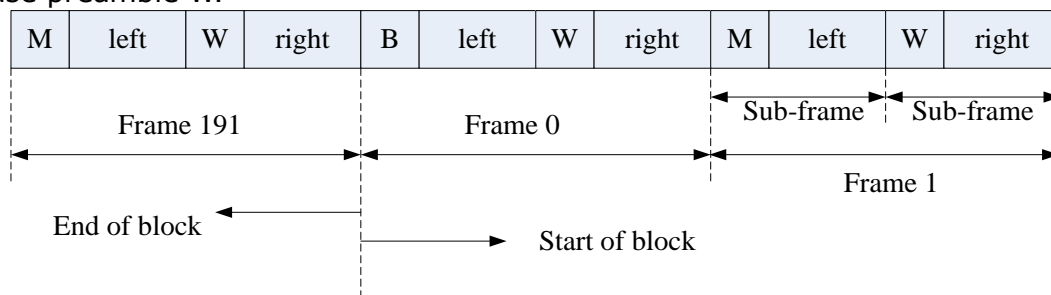 preamble W
M left W right B left W right M left W right
Sub-frame Sub-frame
Frame 191 Frame 0
Frame 1
End of block
Start of block